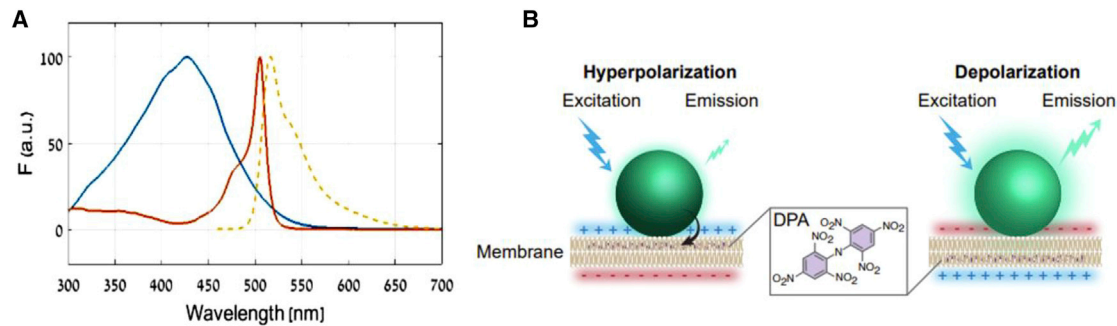 A
F (a.u.)
100
50
0
300 350 400 450 500 550 600 650 700
Wavelength [nm]
B
Hyperpolarization
Excitation Emission
Depolarization
Excitation Emission
+ + + + + + + +
Membrane
- - - - - - - - - - -
DPA
O₂N NO₂
NO₂ NO₂
N
O₂N NO₂ NO₂
- - - - - - - - - -
+ + + + + + + + + + +